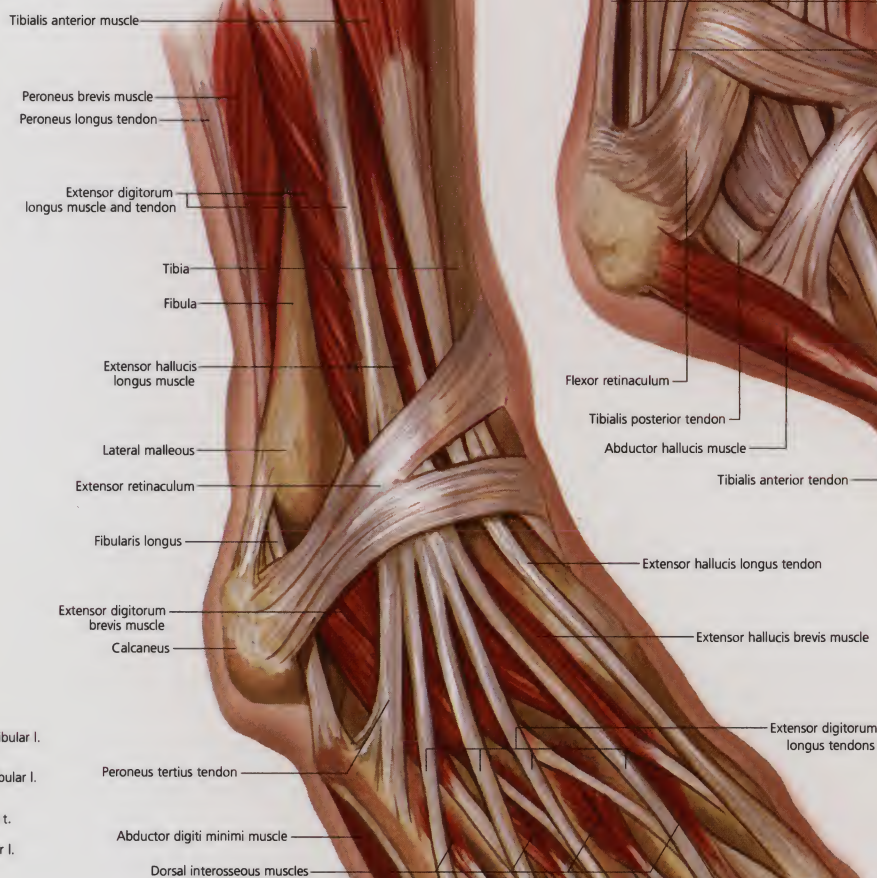 Tibialis anterior muscle
Peroneus brevis muscle
Peroneus longus tendon
Extensor digitorum
longus muscle and tendon
Tibia
Fibula
Extensor hallucis
longus muscle
Lateral malleous
Extensor retinaculum
Fibularis longus
Extensor digitorum
brevis muscle
Calcaneus
Peroneus tertius tendon
Abductor digiti minimi muscle
Dorsal interosseous muscles
Flexor retinaculum
Tibialis posterior tendon
Abductor hallucis muscle
Tibialis anterior tendon
Extensor hallucis longus tendon
Extensor hallucis brevis muscle
Extensor digitorum
longus tendons
ibular l.
bular l.
t.
r l.